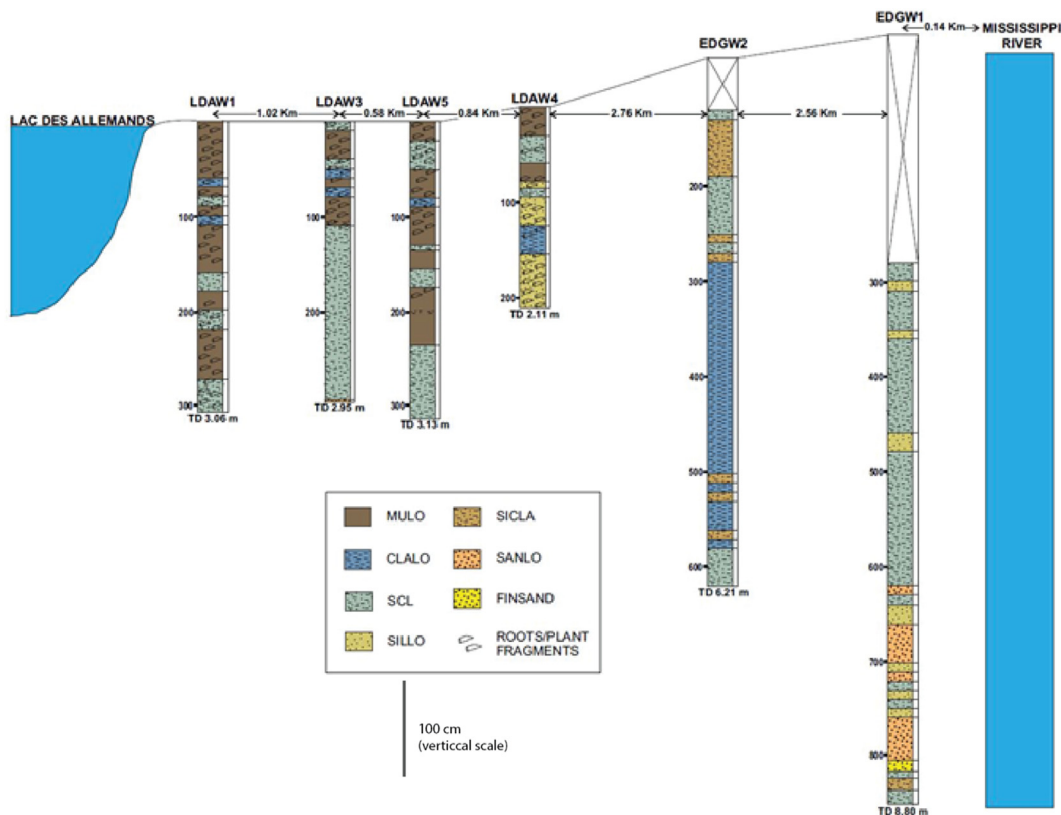 EDGW1
0.14 Km
MISSISSIPPI
RIVER
EDGW2
LDAW1
LDAW3
LDAW5
LDAW4
LAC DES ALLEMANDS
1.02 Km
0.58 Km
0.84 Km
2.76 Km
2.56 Km
100
200
300
TD 3.06 m
100
200
TD 2.95 m
100
200
300
TD 3.13 m
100
200
TD 2.11 m
200
300
400
500
600
TD 6.21 m
300
400
500
600
700
800
TD 8.80 m
MULO
SICLA
CLALO
SANLO
SCL
FINSAND
SILLO
ROOTS/PLANT
FRAGMENTS
100 cm
(verticcal scale)